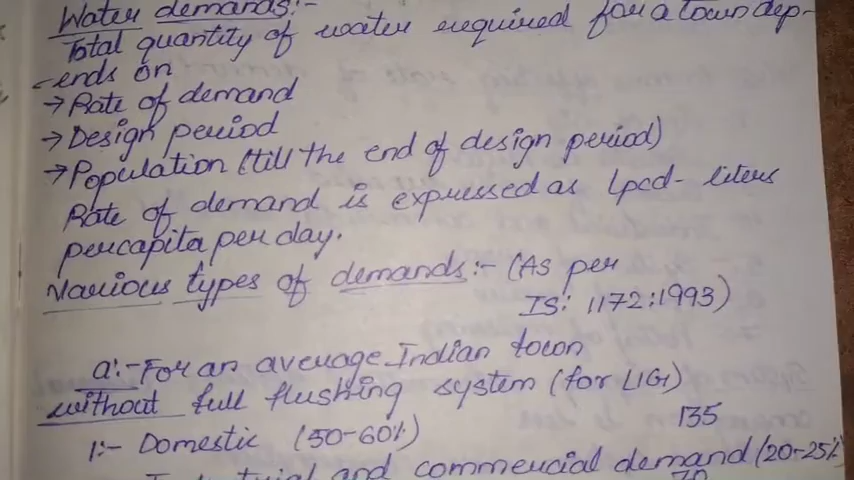 Water demands:-
Total quantity of water required for a town dep-
-ends on
→ Rate of demand
→ Design period
→ Population (till the end of design period)
Rate of demand is expressed as lpcd- liters
percapita per day.
Various types of demands:- (As per
IS: 1172:1993)
a:- For an average Indian town
without full flushing system (for LIG)
135
1:- Domestic (50-60%)
and commercial demand (20-25%)
70